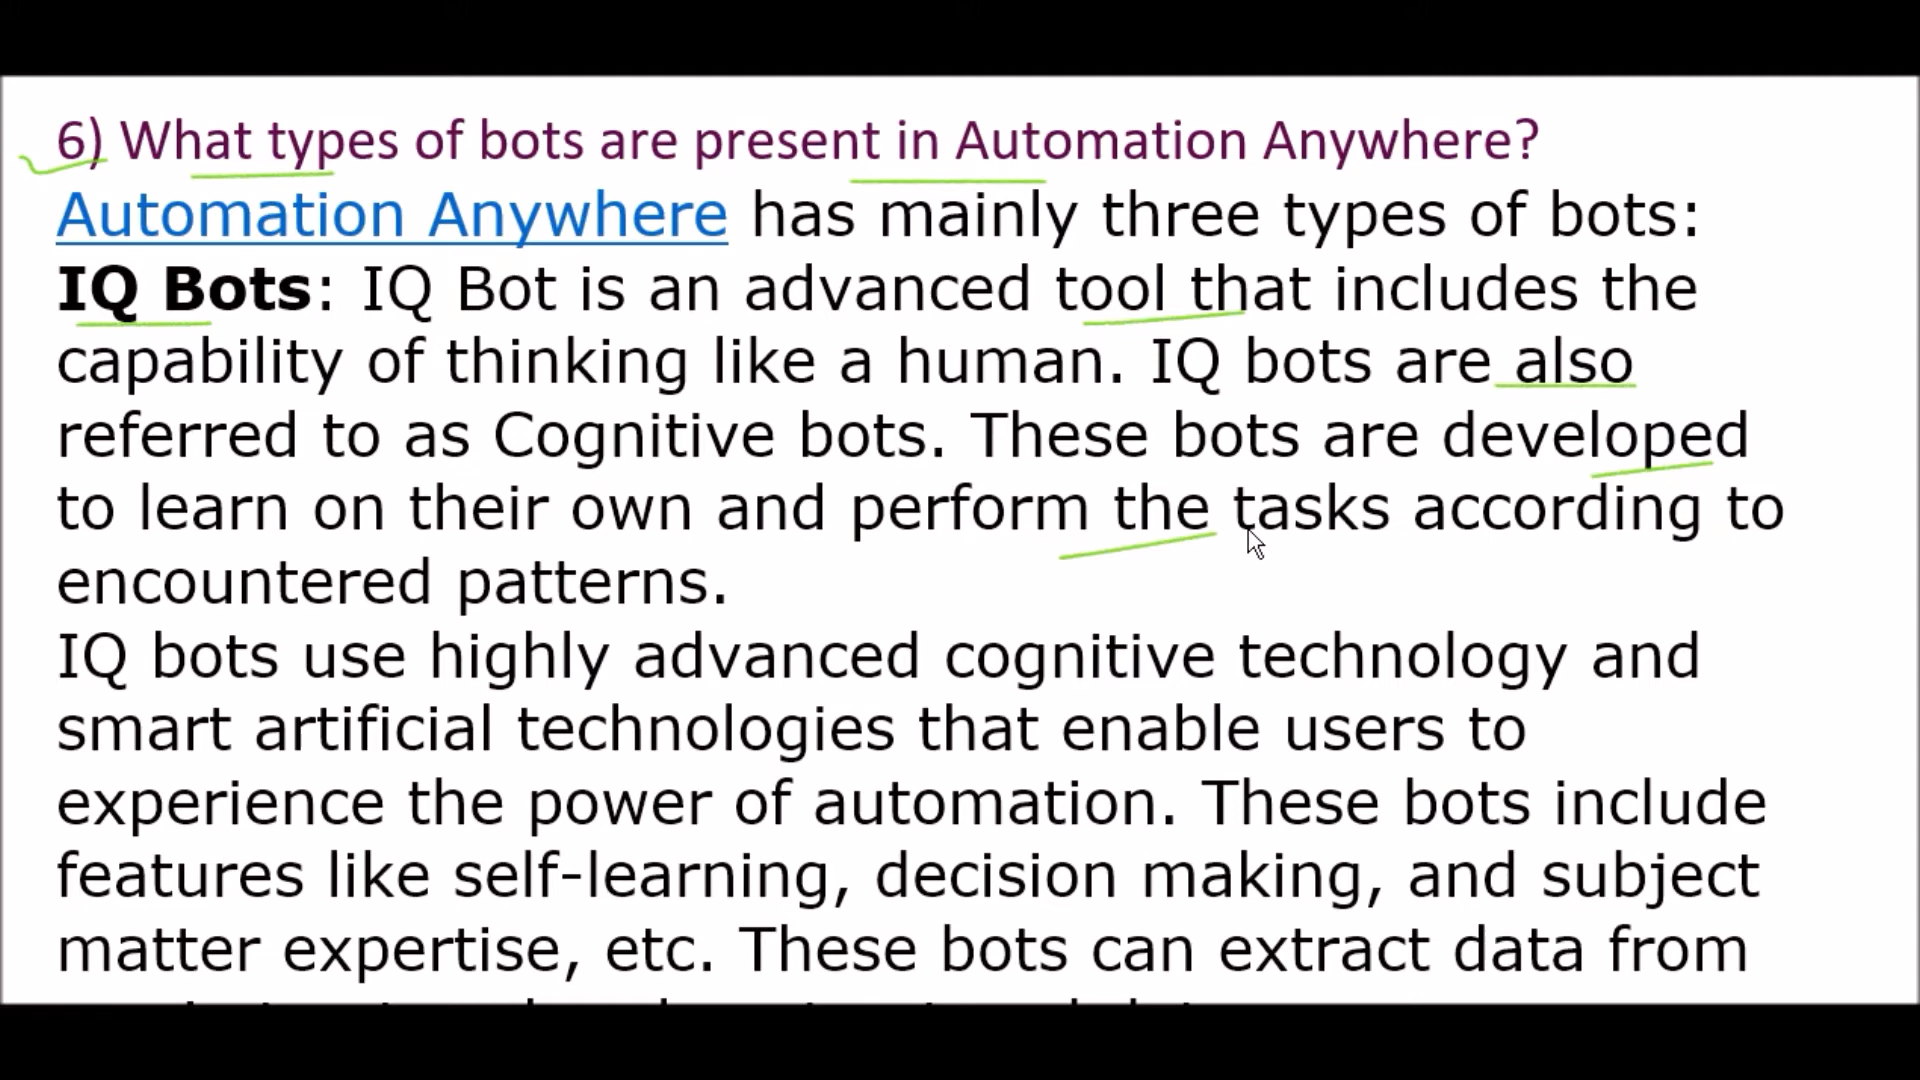 6) What types of bots are present in Automation Anywhere?
Automation Anywhere has mainly three types of bots:
IQ Bots: IQ Bot is an advanced tool that includes the
capability of thinking like a human. IQ bots are also
referred to as Cognitive bots. These bots are developed
to learn on their own and perform the tasks according to
encountered patterns.
IQ bots use highly advanced cognitive technology and
smart artificial technologies that enable users to
experience the power of automation. These bots include
features like self-learning, decision making, and subject
matter expertise, etc. These bots can extract data from